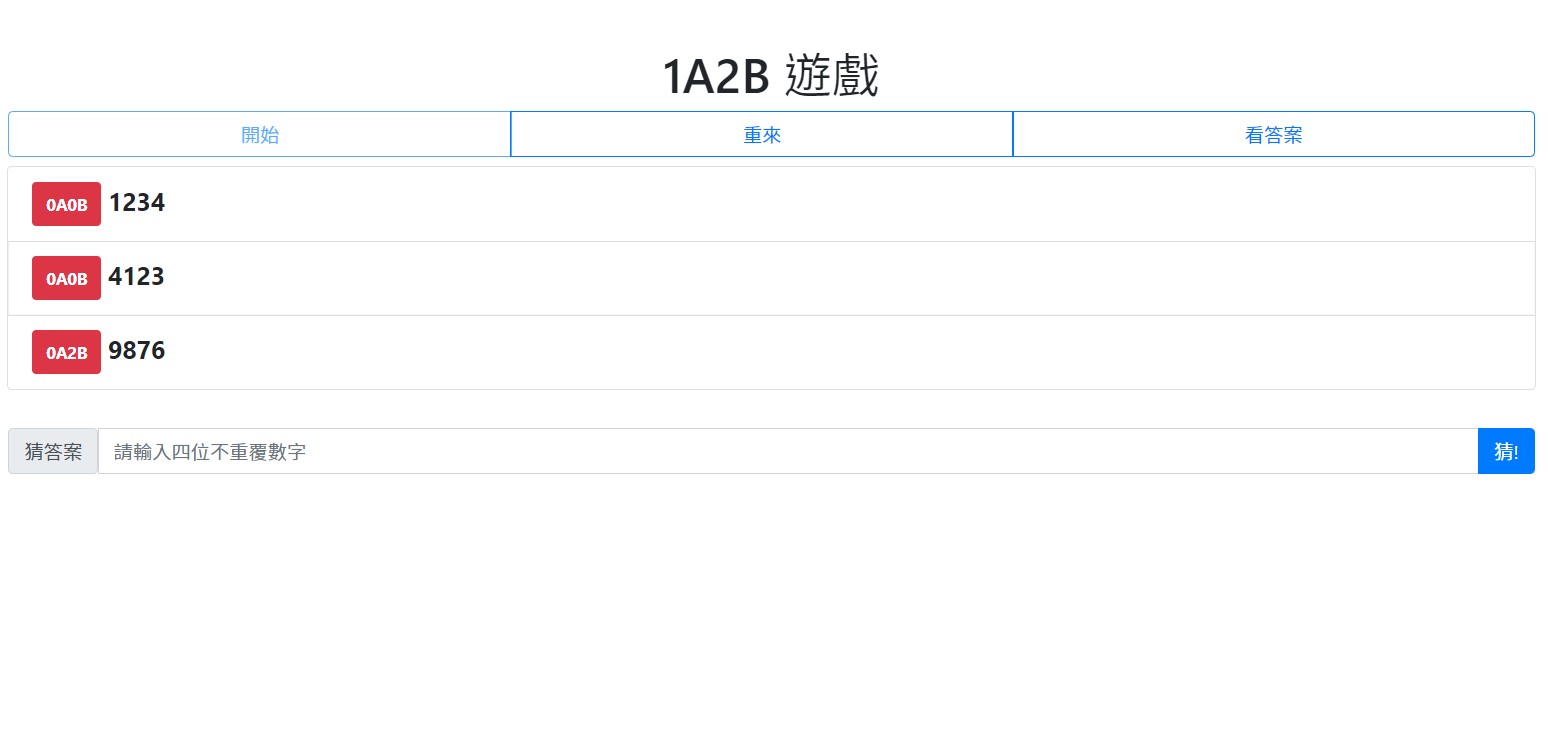 1A2B 遊戲
開始 重來 看答案
0A0B 1234
0A0B 4123
0A2B 9876
猜答案 請輸入四位不重覆數字 猜!